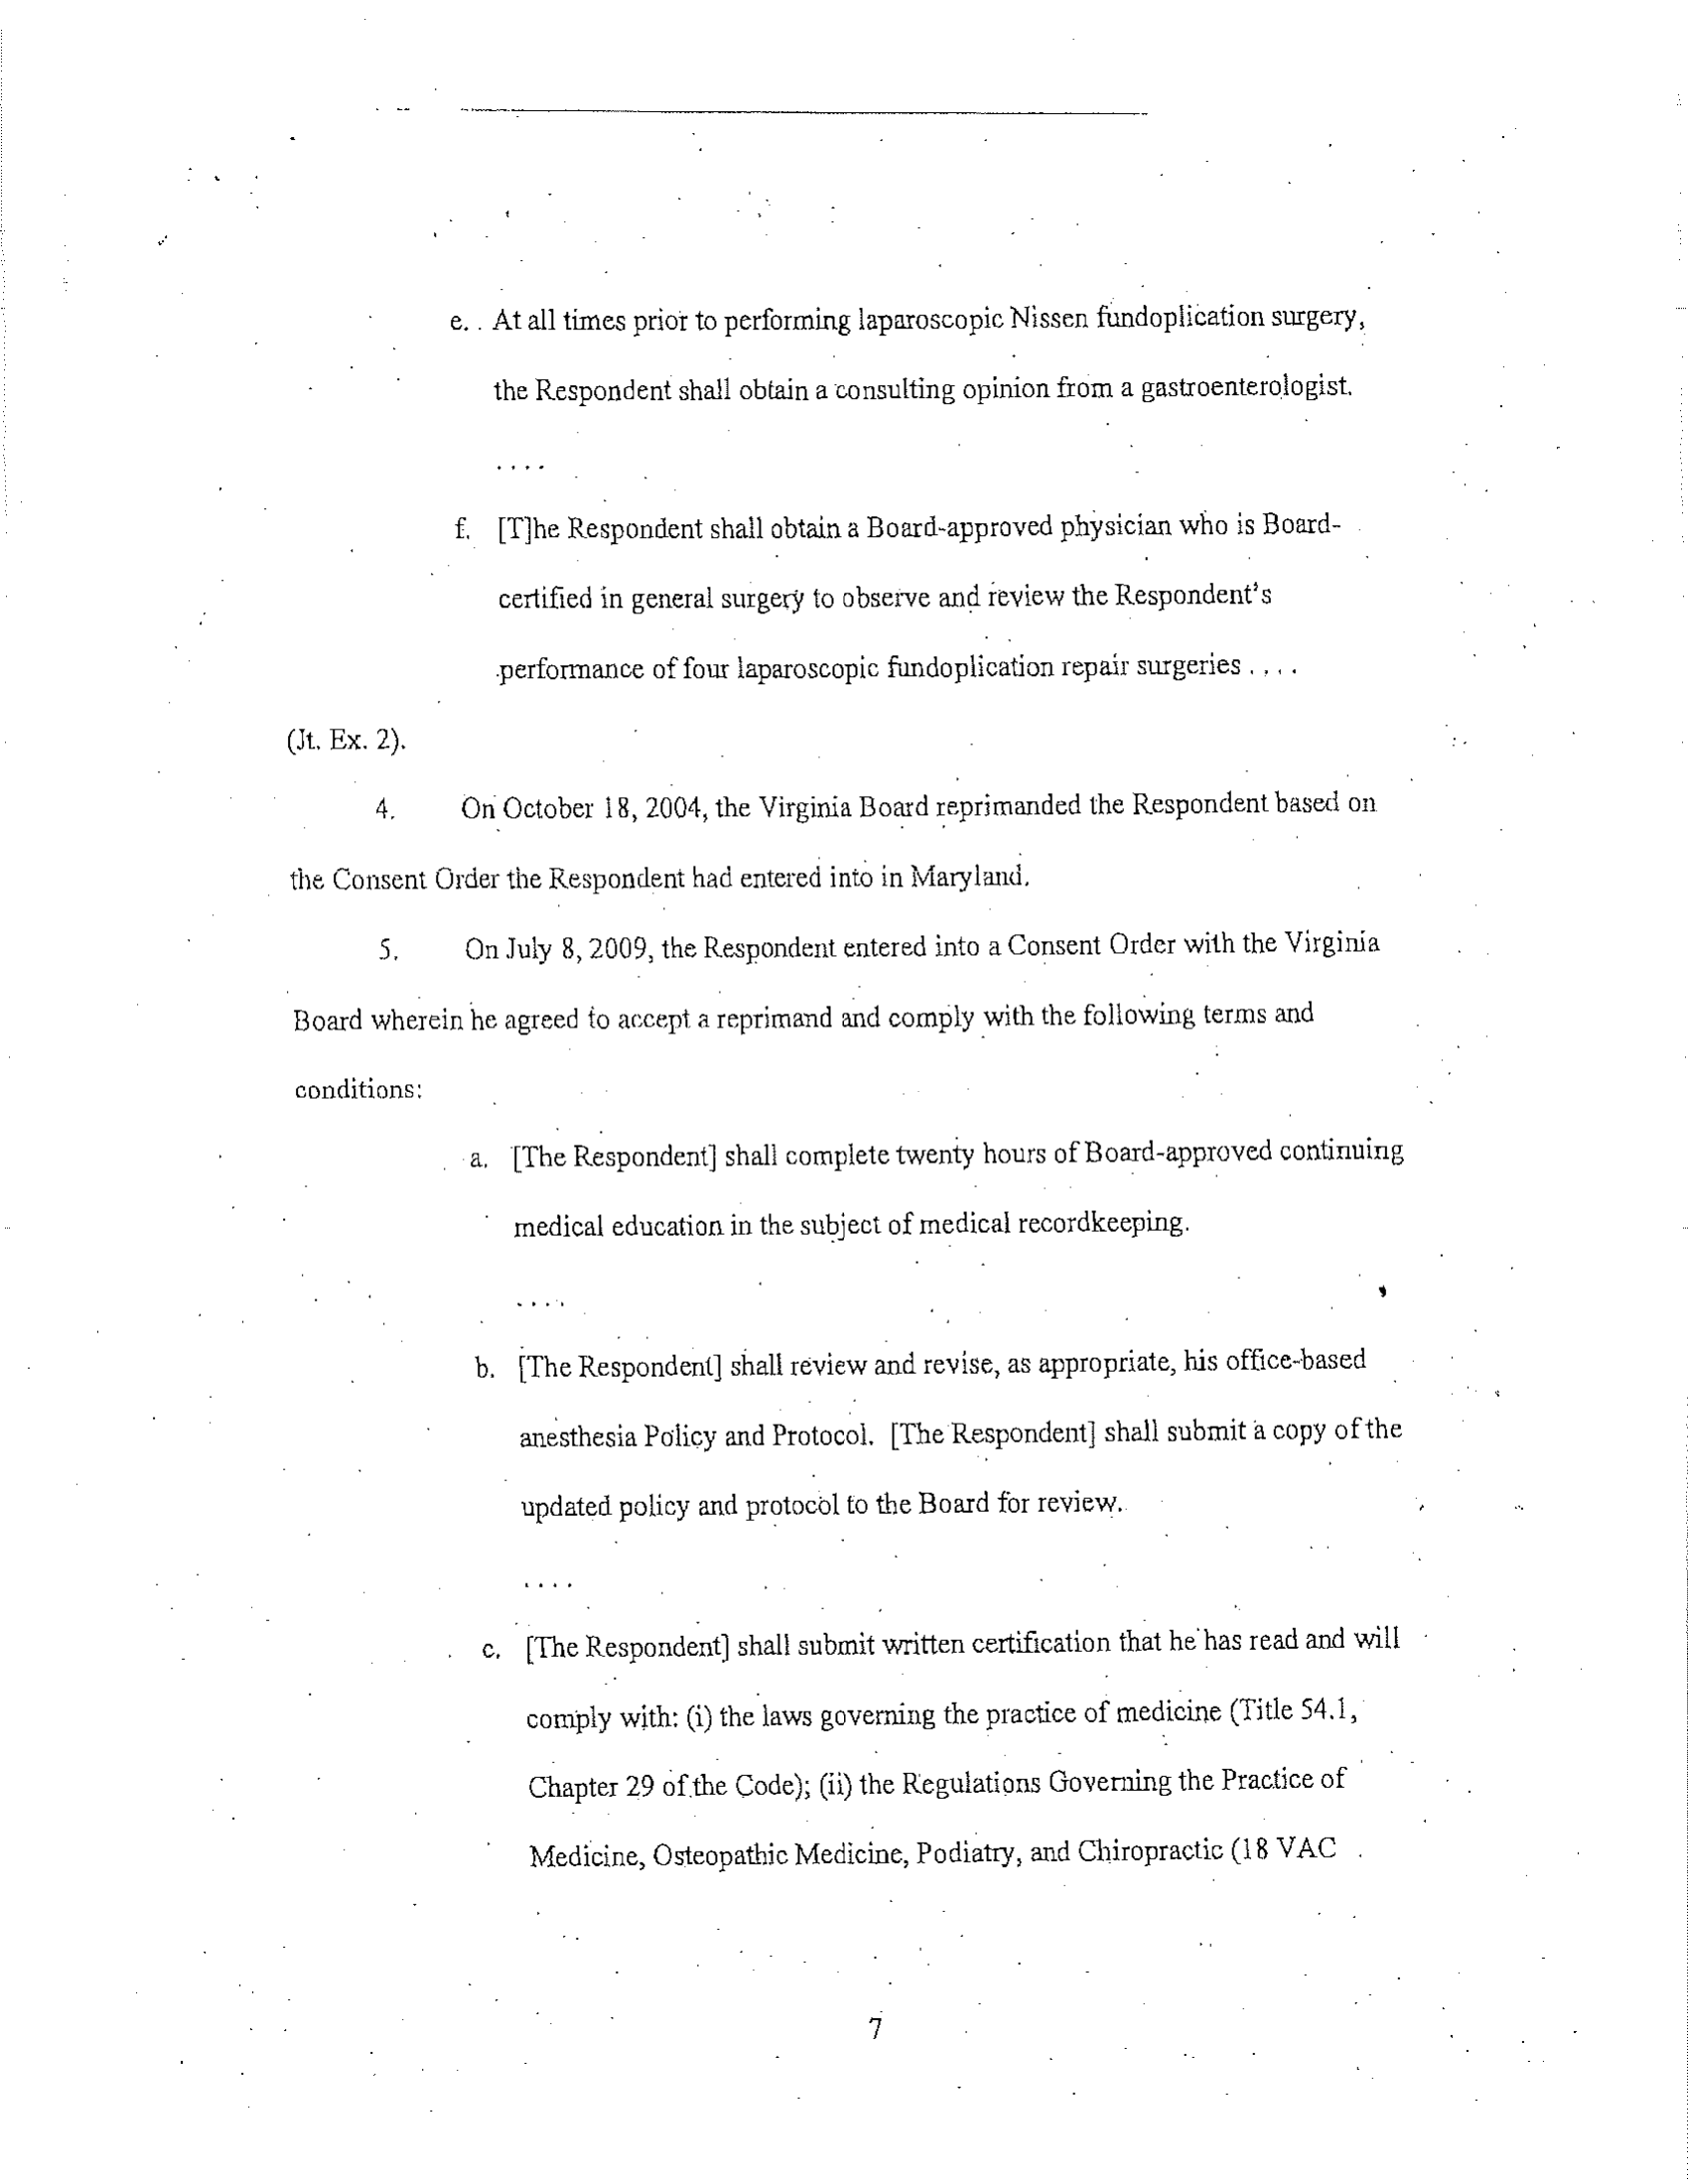 e. At all times prior to performing laparoscopic Nissen fundoplication surgery,
the Respondent shall obtain a consulting opinion from a gastroenterologist.
. . . .
f. [T]he Respondent shall obtain a Board-approved physician who is Board-
certified in general surgery to observe and review the Respondent's
performance of four laparoscopic fundoplication repair surgeries . . . .
(Jt. Ex. 2).
4. On October 18, 2004, the Virginia Board reprimanded the Respondent based on
the Consent Order the Respondent had entered into in Maryland.
5. On July 8, 2009, the Respondent entered into a Consent Order with the Virginia
Board wherein he agreed to accept a reprimand and comply with the following terms and
conditions:
a. [The Respondent] shall complete twenty hours of Board-approved continuing
medical education in the subject of medical recordkeeping.
. . . .
b. [The Respondent] shall review and revise, as appropriate, his office-based
anesthesia Policy and Protocol. [The Respondent] shall submit a copy of the
updated policy and protocol to the Board for review.
. . . .
c. [The Respondent] shall submit written certification that he has read and will
comply with: (i) the laws governing the practice of medicine (Title 54.1,
Chapter 29 of the Code); (ii) the Regulations Governing the Practice of
Medicine, Osteopathic Medicine, Podiatry, and Chiropractic (18 VAC
7